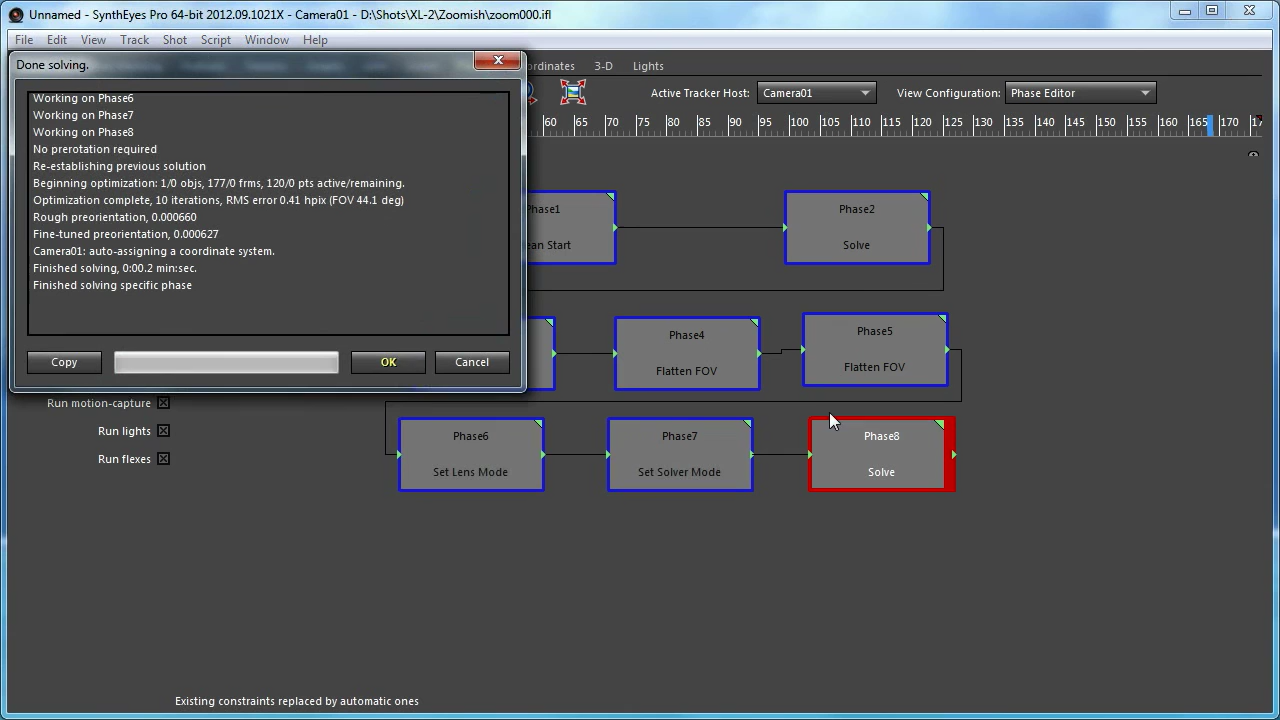 Unnamed - SynthEyes Pro 64-bit 2012.09.1021X - Camera01 - D:\Shots\XL-2\Zoomish\zoom000.ifl
File Edit View Track Shot Script Window Help
Done solving.
ordinates 3-D Lights
Active Tracker Host: Camera01 View Configuration: Phase Editor
60 65 70 75 80 85 90 95 100 105 110 115 120 125 130 135 140 145 150 155 160 165 170 17
Working on Phase6
Working on Phase7
Working on Phase8
No prerotation required
Re-establishing previous solution
Beginning optimization: 1/0 objs, 177/0 frms, 120/0 pts active/remaining.
Optimization complete, 10 iterations, RMS error 0.41 hpix (FOV 44.1 deg)
Rough preorientation, 0.000660
Fine-tuned preorientation, 0.000627
Camera01: auto-assigning a coordinate system.
Finished solving, 0:00.2 min:sec.
Finished solving specific phase
Copy OK Cancel
Phase1
ean Start
Phase2
Solve
Phase4
Flatten FOV
Phase5
Flatten FOV
Run motion-capture
Run lights
Run flexes
Phase6
Set Lens Mode
Phase7
Set Solver Mode
Phase8
Solve
Existing constraints replaced by automatic ones